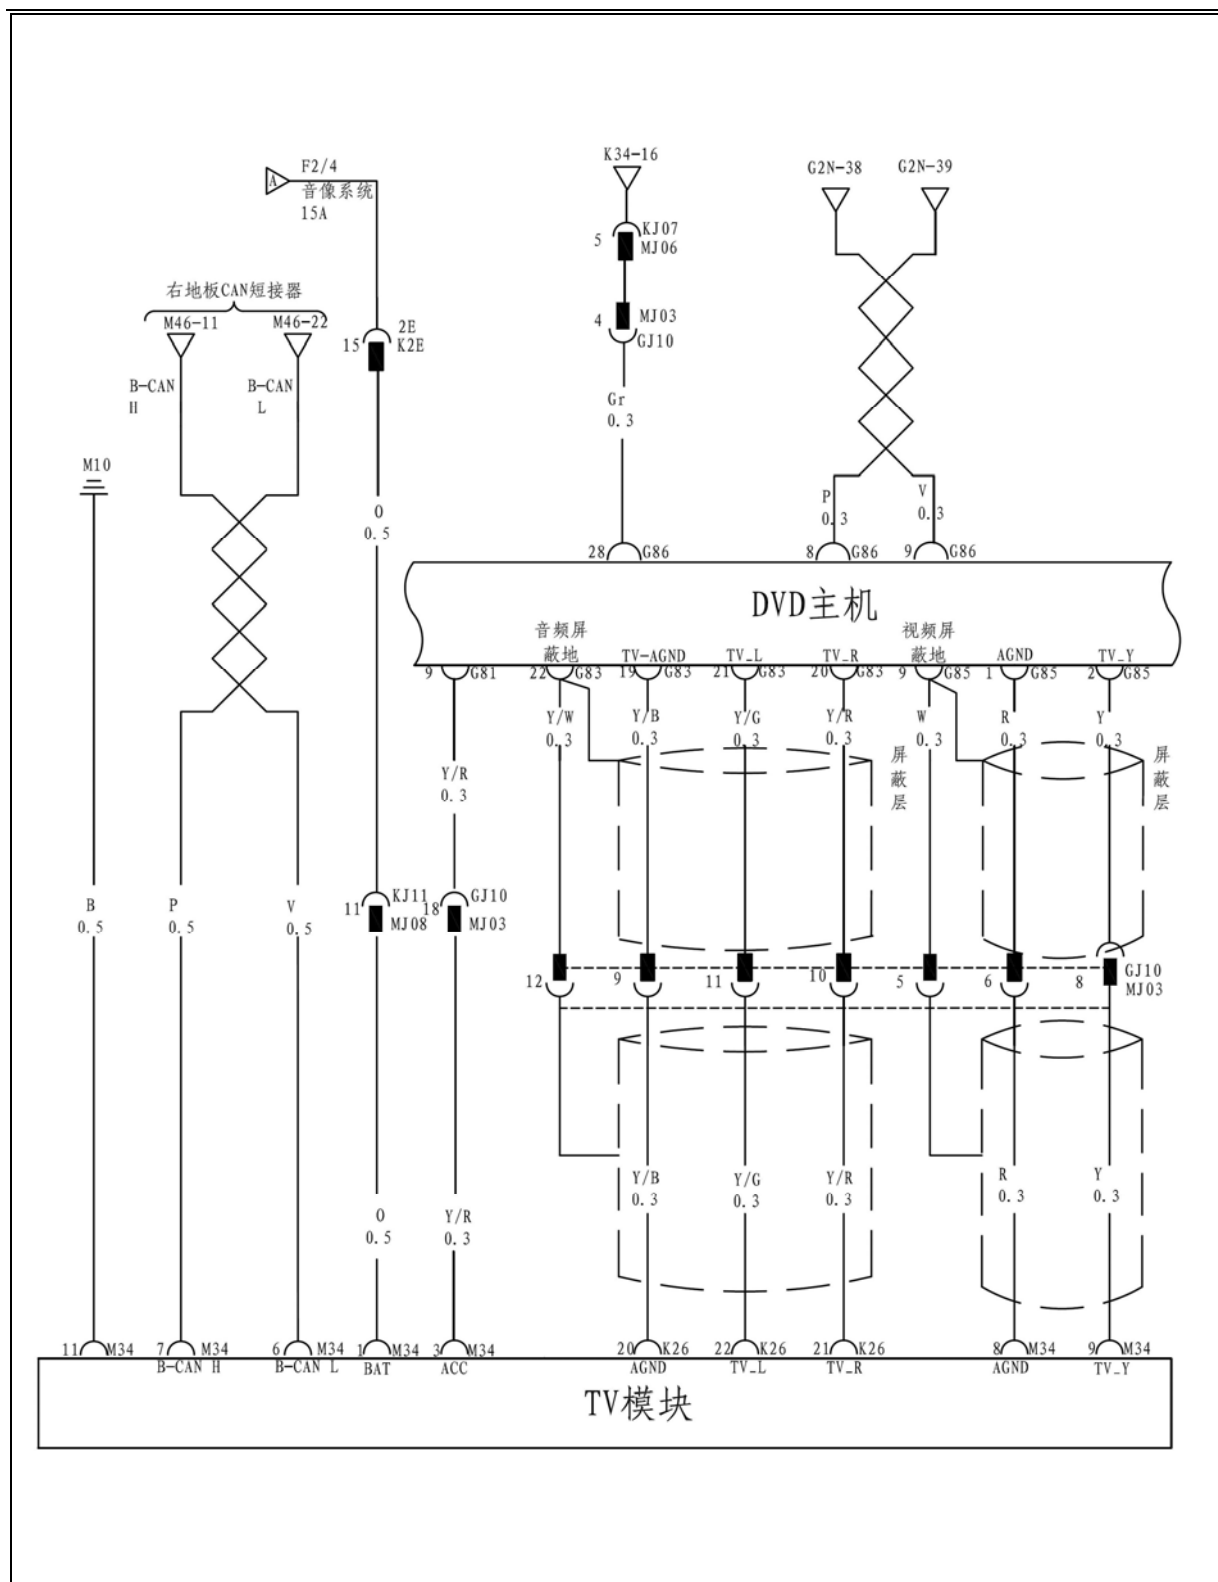 F2/4
音像系统
15A
A
K34-16
G2N-38
G2N-39
5
KJ07
MJ06
右地板CAN短接器
M46-11
M46-22
4
MJ03
GJ10
15
2E
K2E
B-CAN
H
B-CAN
L
Gr
0.3
M10
P
0.3
V
0.3
O
0.5
28
G86
8
G86
9
G86
DVD主机
音频屏
蔽地
TV-AGND
TV_L
TV_R
视频屏
蔽地
AGND
TV_Y
9
G81
22
G83
19
G83
21
G83
20
G83
9
G85
1
G85
2
G85
Y/W
0.3
Y/B
0.3
Y/G
0.3
Y/R
0.3
W
0.3
R
0.3
Y
0.3
屏
蔽
层
屏
蔽
层
Y/R
0.3
B
0.5
P
0.5
V
0.5
11
KJ11
MJ08
18
GJ10
MJ03
12
9
11
10
5
6
8
GJ10
MJ03
O
0.5
Y/R
0.3
Y/B
0.3
Y/G
0.3
Y/R
0.3
R
0.3
Y
0.3
11
M34
7
M34
6
M34
1
M34
3
M34
20
K26
22
K26
21
K26
8
M34
9
M34
B-CAN H
B-CAN L
BAT
ACC
AGND
TV_L
TV_R
AGND
TV_Y
TV模块